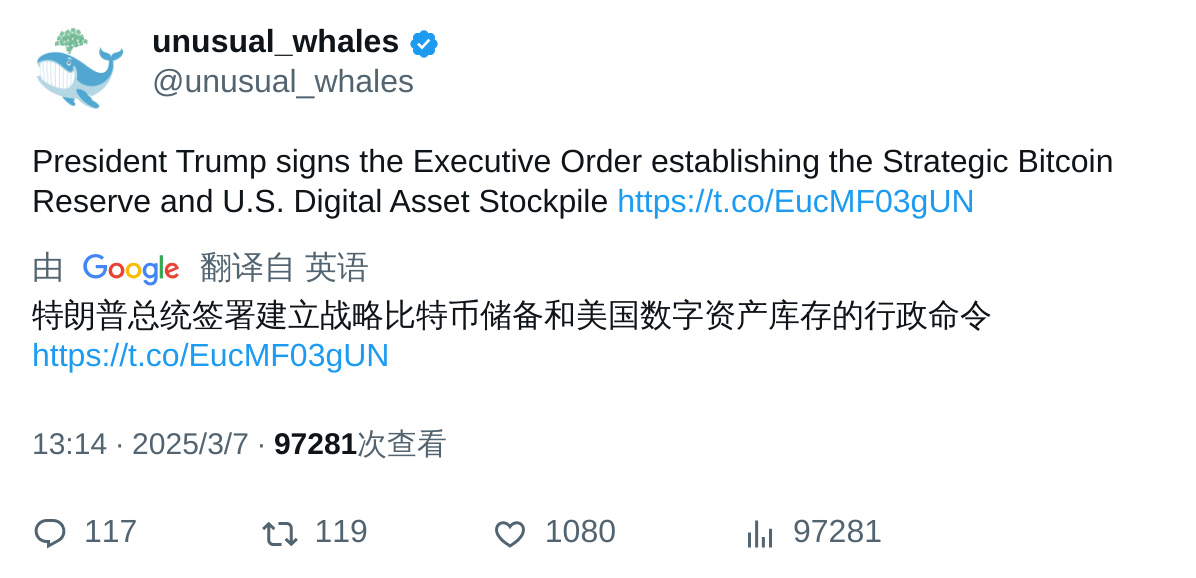 unusual_whales
@unusual_whales
President Trump signs the Executive Order establishing the Strategic Bitcoin
Reserve and U.S. Digital Asset Stockpile https://t.co/EucMF03gUN
由 Google 翻译自 英语
特朗普总统签署建立战略比特币储备和美国数字资产库存的行政命令
https://t.co/EucMF03gUN
13:14 · 2025/3/7 · 97281次查看
117 119 1080 97281